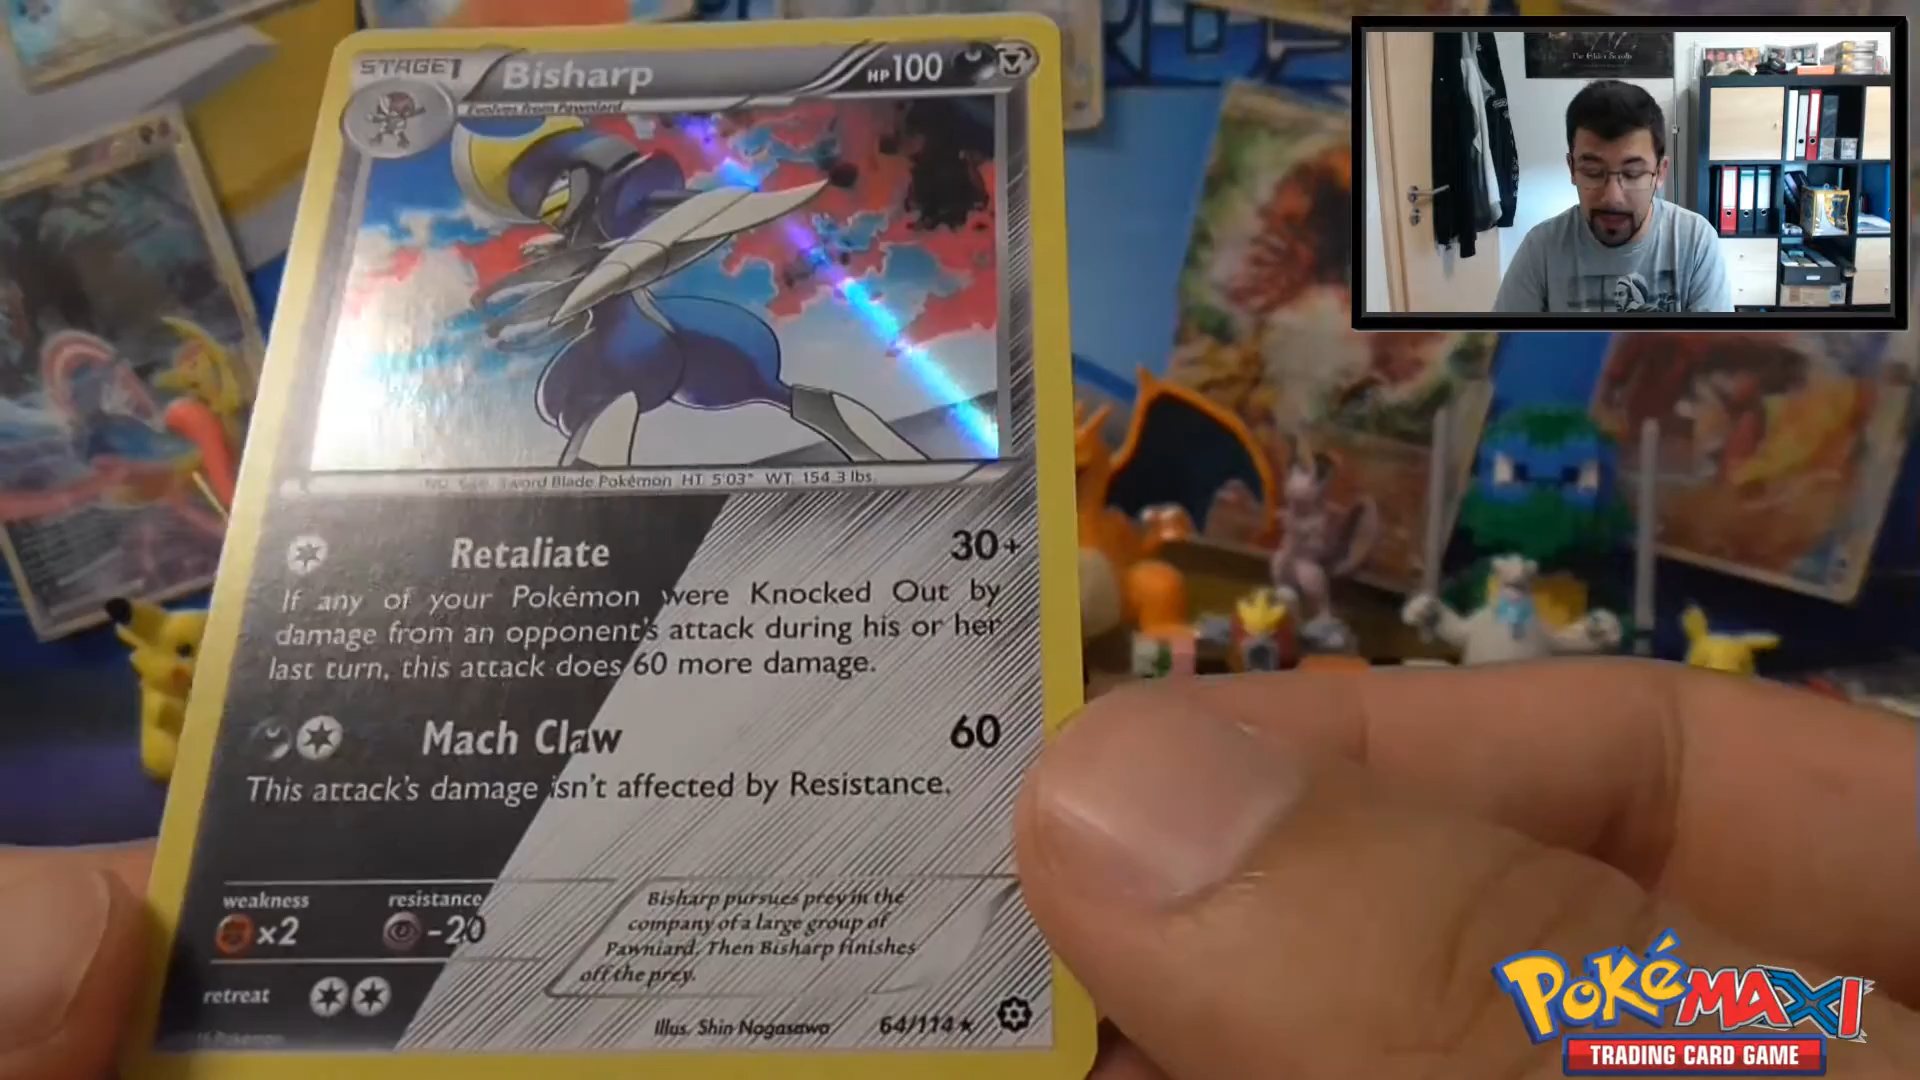 STAGE1 Bisharp HP100
Evolves from Pawniard
Sword Blade Pokémon HT 5'03" WT 154.3 lbs.
Retaliate 30+
If any of your Pokémon were Knocked Out by
damage from an opponent's attack during his or her
last turn, this attack does 60 more damage.
Mach Claw 60
This attack's damage isn't affected by Resistance.
weakness resistance
×2 -20
retreat
Bisharp pursues prey in the
company of a large group of
Pawniard. Then Bisharp finishes
off the prey.
Illus. Shin Nagasawa 64/114★
The Elder Scrolls
POKéMAXI
TRADING CARD GAME